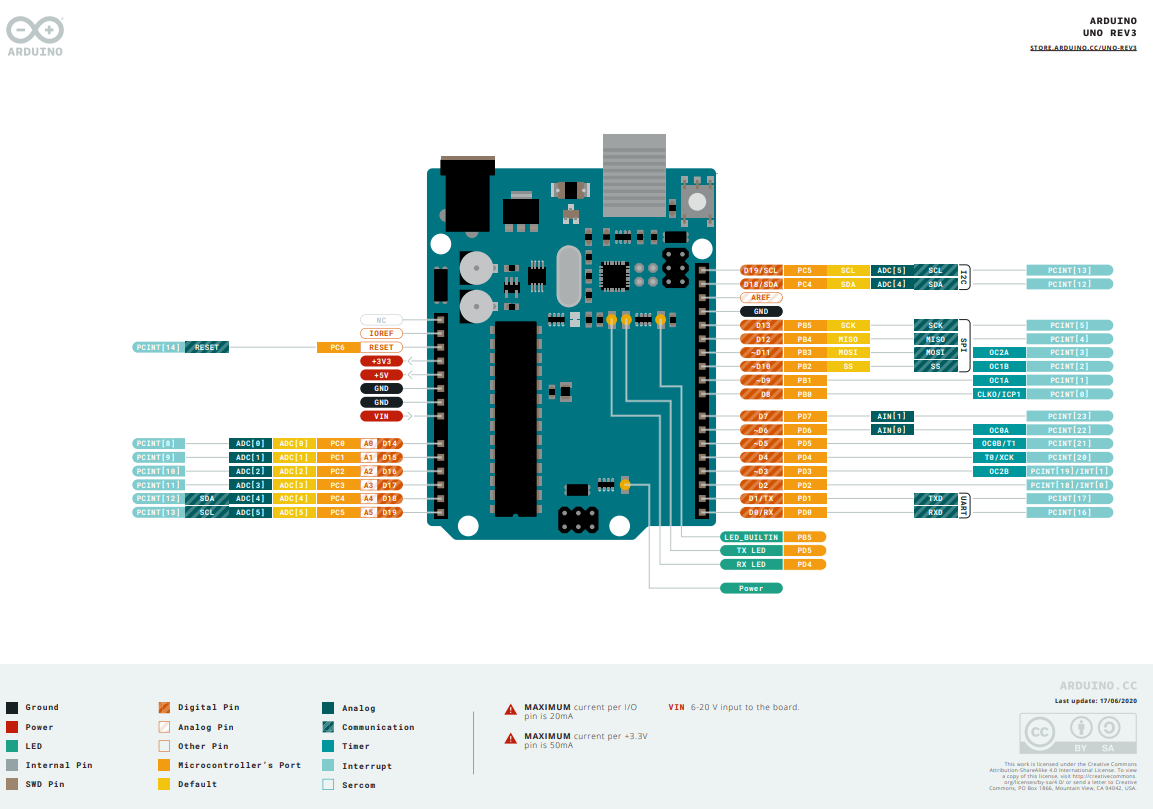 ARDUINO
ARDUINO
UNO REV3
STORE.ARDUINO.CC/UNO-REV3
NC
IOREF
PCINT[14] RESET PC6 RESET
+3V3
+5V
GND
GND
VIN
PCINT[8] ADC[0] ADC[0] PC0 A0 D14
PCINT[9] ADC[1] ADC[1] PC1 A1 D15
PCINT[10] ADC[2] ADC[2] PC2 A2 D16
PCINT[11] ADC[3] ADC[3] PC3 A3 D17
PCINT[12] SDA ADC[4] ADC[4] PC4 A4 D18
PCINT[13] SCL ADC[5] ADC[5] PC5 A5 D19
D19/SCL PC5 SCL ADC[5] SCL PCINT[13]
D18/SDA PC4 SDA ADC[4] SDA PCINT[12]
I2C
AREF
GND
D13 PB5 SCK SCK PCINT[5]
D12 PB4 MISO MISO PCINT[4]
~D11 PB3 MOSI MOSI OC2A PCINT[3]
~D10 PB2 SS SS OC1B PCINT[2]
SPI
~D9 PB1 OC1A PCINT[1]
D8 PB0 CLKO/ICP1 PCINT[0]
D7 PD7 AIN[1] PCINT[23]
~D6 PD6 AIN[0] OC0A PCINT[22]
~D5 PD5 OC0B/T1 PCINT[21]
D4 PD4 T0/XCK PCINT[20]
~D3 PD3 OC2B PCINT[19]/INT[1]
D2 PD2 PCINT[18]/INT[0]
D1/TX PD1 TXD PCINT[17]
D0/RX PD0 RXD PCINT[16]
UART
LED_BUILTIN PB5
TX LED PD5
RX LED PD4
Power
Ground
Power
LED
Internal Pin
SWD Pin
Digital Pin
Analog Pin
Other Pin
Microcontroller's Port
Default
Analog
Communication
Timer
Interrupt
Sercom
MAXIMUM current per I/O
pin is 20mA
MAXIMUM current per +3.3V
pin is 50mA
VIN 6-20 V input to the board.
ARDUINO.CC
Last update: 17/06/2020
CC
BY SA
This work is licensed under the Creative Commons
Attribution-ShareAlike 4.0 International License. To view
a copy of this license, visit http://creativecommons.
org/licenses/by-sa/4.0/ or send a letter to Creative
Commons, PO Box 1866, Mountain View, CA 94042, USA.